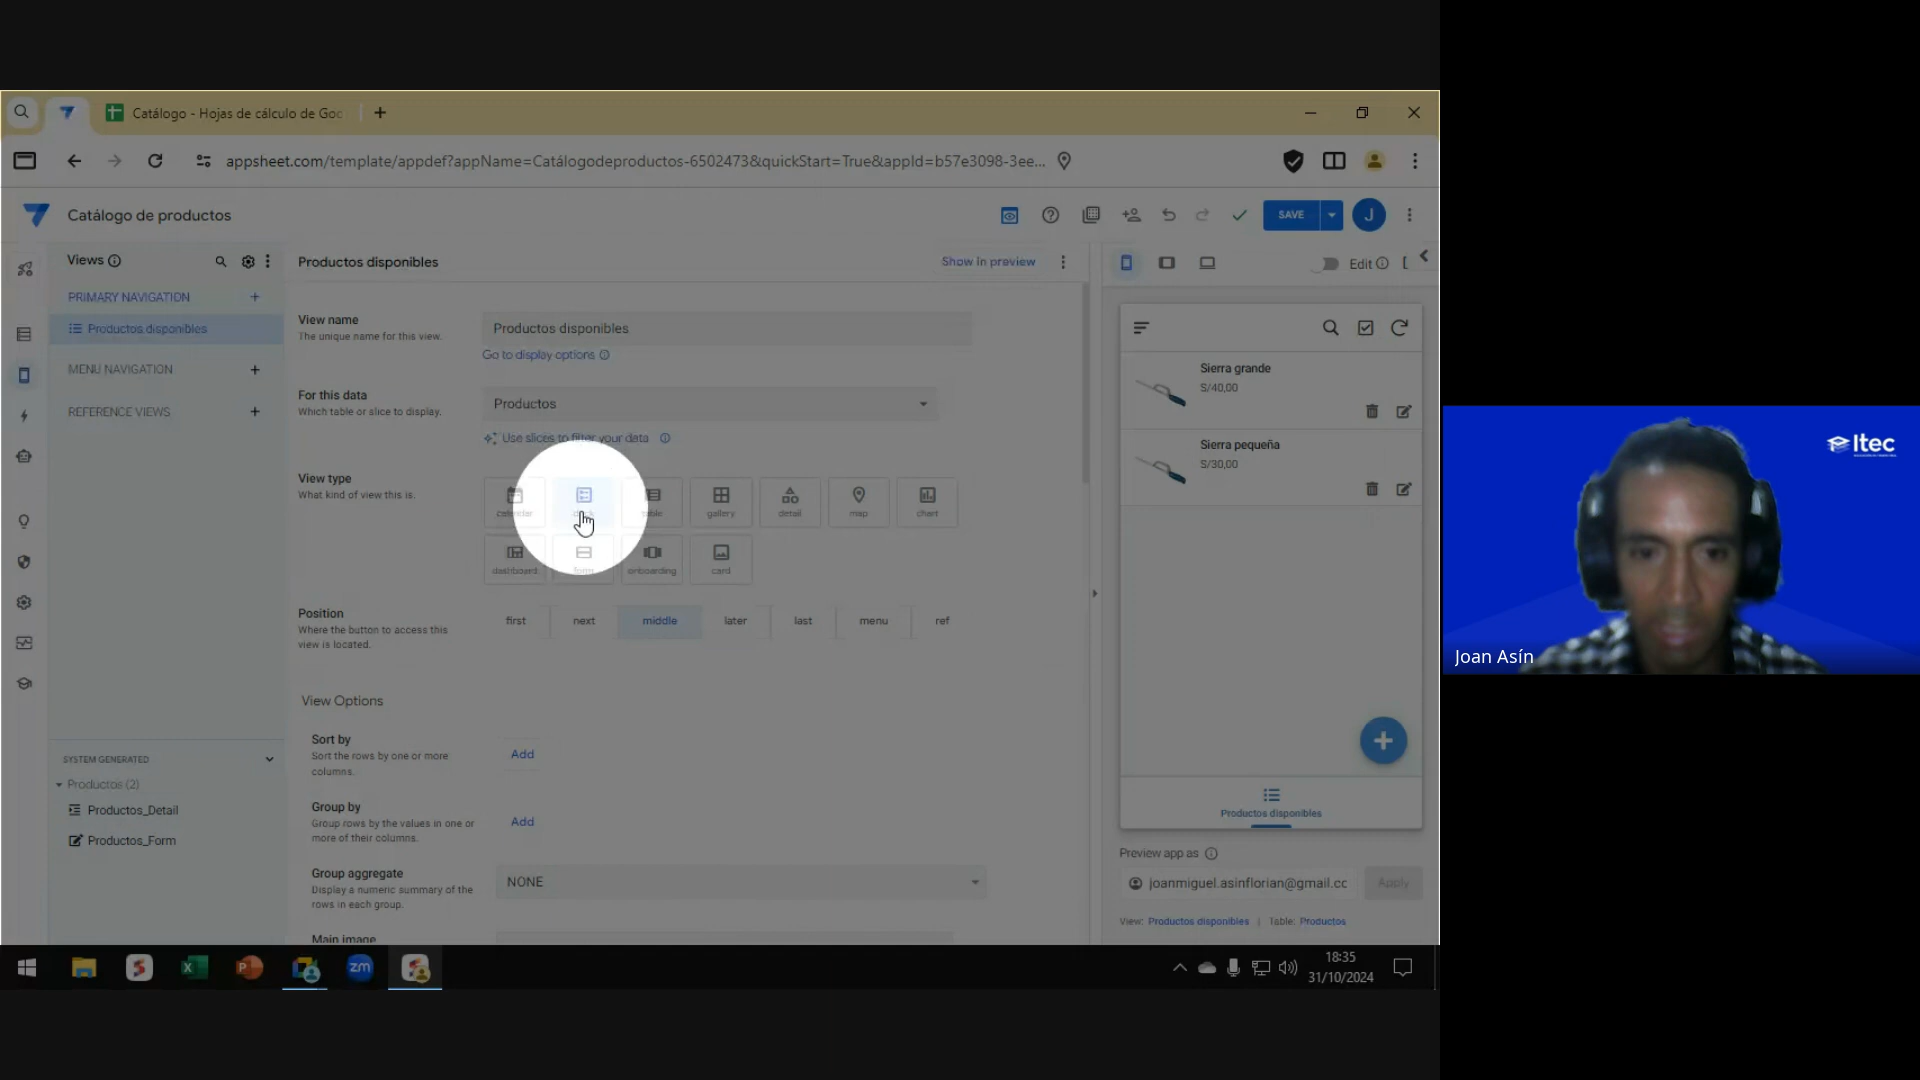 Catálogo - Hojas de cálculo de Goo
appsheet.com/template/appdef?appName=Catálogodeproductos-6502473&quickStart=True&appId=b57e3098-3ee...
Catálogo de productos
SAVE
J
Views
Productos disponibles
Show in preview
Edit
PRIMARY NAVIGATION
Productos disponibles
MENU NAVIGATION
REFERENCE VIEWS
View name
The unique name for this view.
Productos disponibles
Go to display options
For this data
Which table or slice to display.
Productos
Use slices to filter your data
View type
What kind of view this is.
calendar
deck
table
gallery
detail
map
chart
dashboard
form
onboarding
card
Position
Where the button to access this
view is located.
first
next
middle
later
last
menu
ref
View Options
Sort by
Sort the rows by one or more
columns.
Add
Group by
Group rows by the values in one or
more of their columns.
Add
Group aggregate
Display a numeric summary of the
rows in each group.
NONE
Main image
SYSTEM GENERATED
Productos (2)
Productos_Detail
Productos_Form
Sierra grande
S/40,00
Sierra pequeña
S/30,00
Productos disponibles
Preview app as
joanmiguel.asinflorian@gmail.cc
Apply
View: Productos disponibles | Table: Productos
zm
18:35
31/10/2024
Itec
Joan Asín